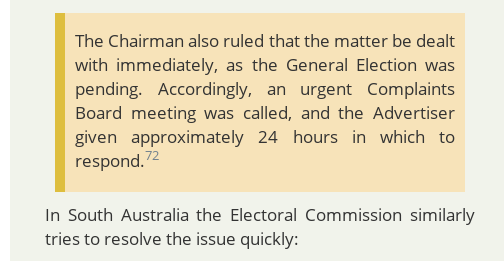 The Chairman also ruled that the matter be dealt
with immediately, as the General Election was
pending. Accordingly, an urgent Complaints
Board meeting was called, and the Advertiser
given approximately 24 hours in which to
respond.72
In South Australia the Electoral Commission similarly
tries to resolve the issue quickly: